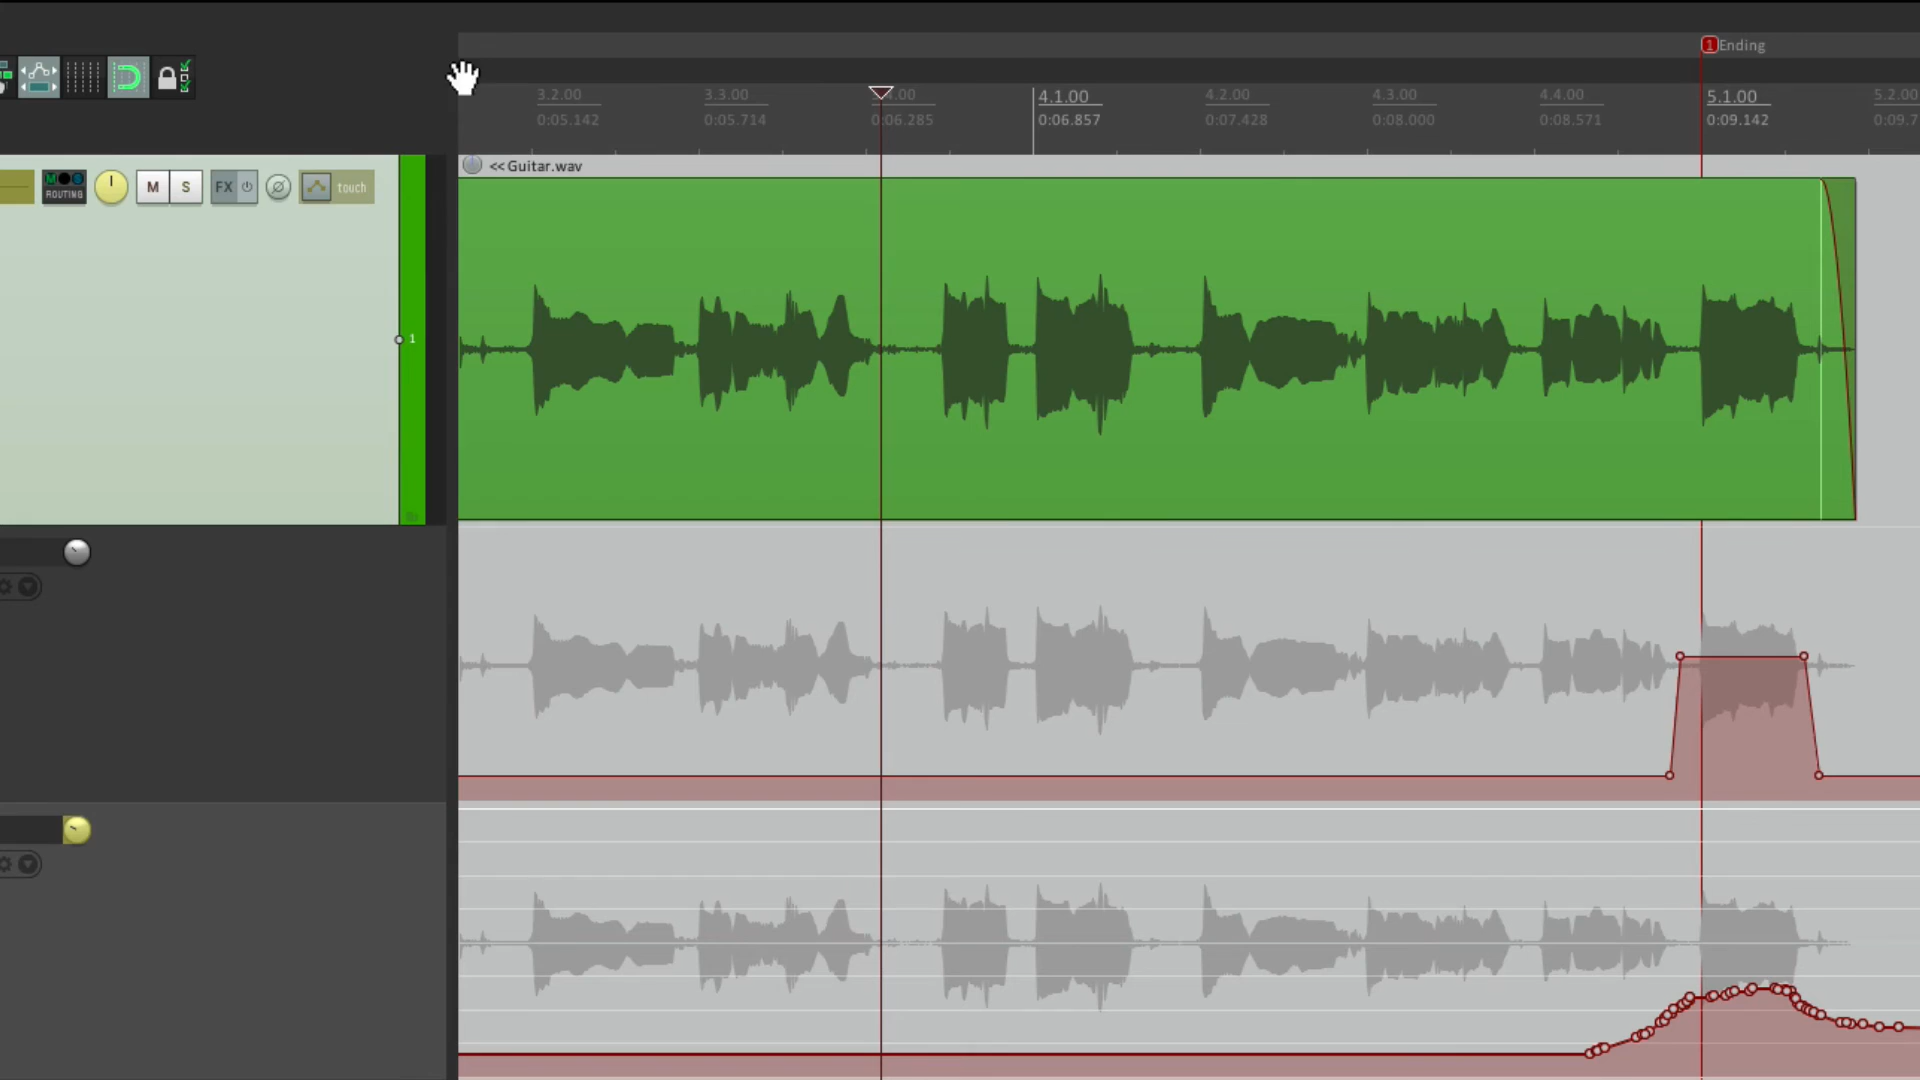 1 Ending
3.2.00 3.3.00 4.1.00 4.2.00 4.3.00 4.4.00 5.1.00 5.2.00
0:05.142 0:05.714 0:06.285 0:06.857 0:07.428 0:08.000 0:08.571 0:09.142
<< Guitar.wav
M S FX touch
ROUTING
1